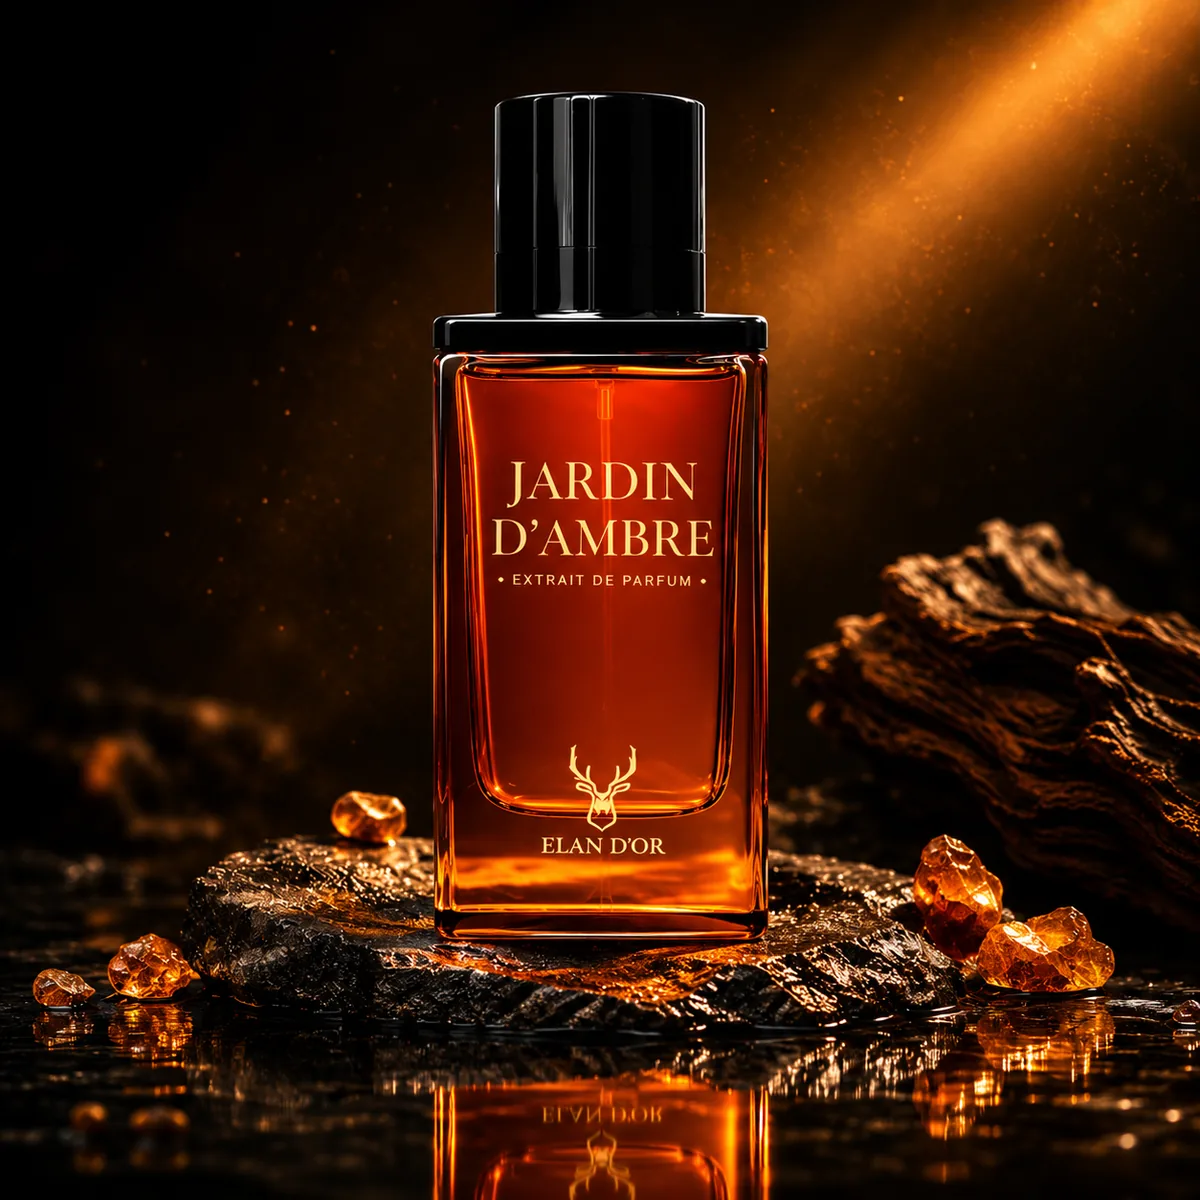 JARDIN
D’AMBRE
• EXTRAIT DE PARFUM •
ELAN D’OR